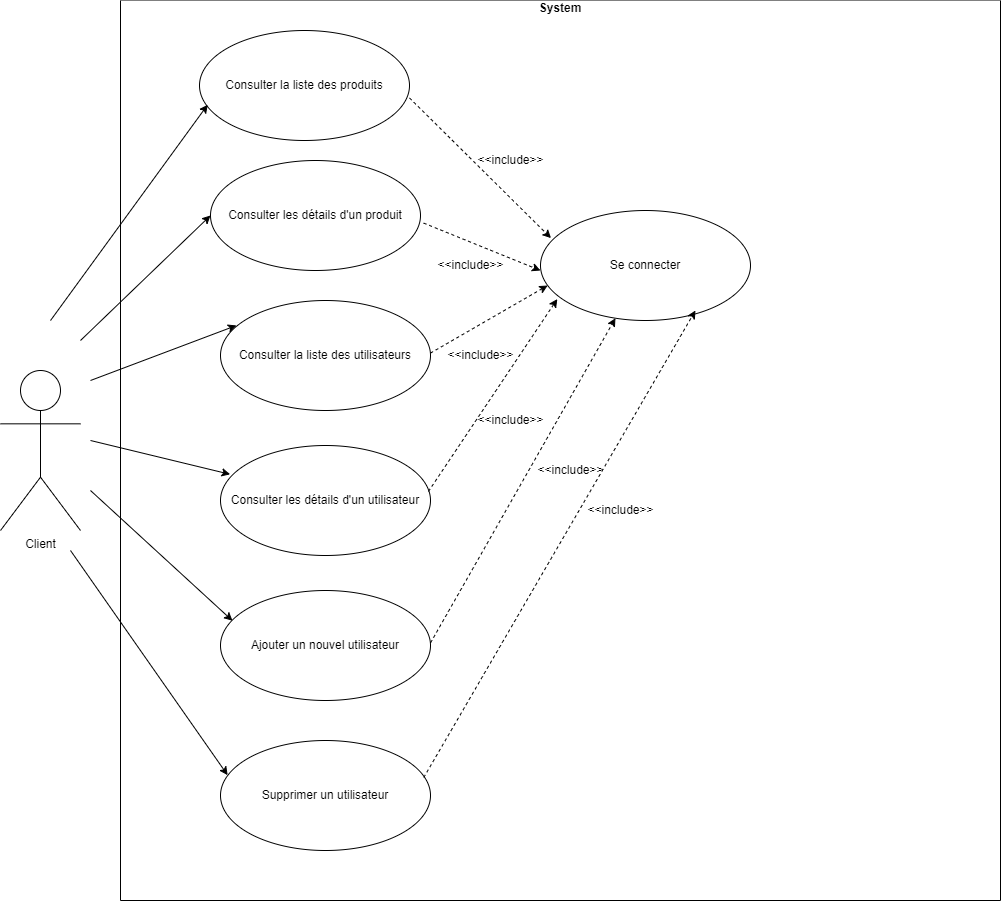 System
Consulter la liste des produits
<<include>>
Consulter les détails d'un produit
<<include>>
Se connecter
Consulter la liste des utilisateurs
<<include>>
<<include>>
<<include>>
Consulter les détails d'un utilisateur
<<include>>
Client
Ajouter un nouvel utilisateur
Supprimer un utilisateur